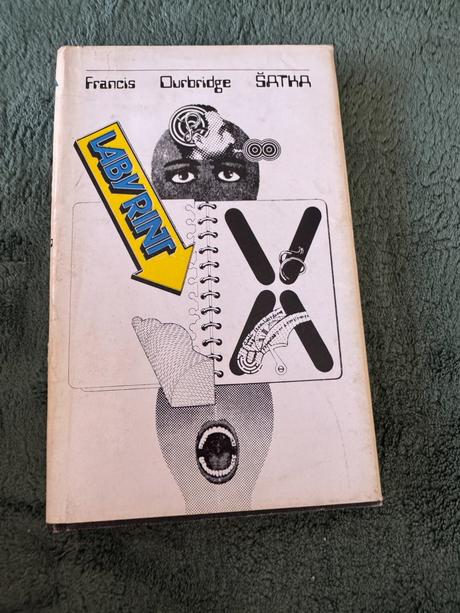 Francis Durbridge ŠATKA
LABYRINT